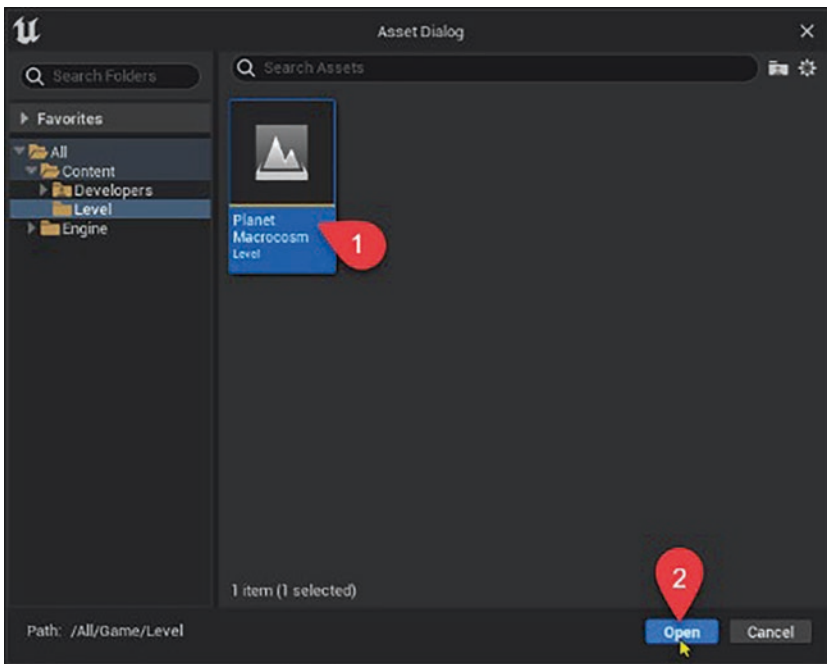 Asset Dialog
Search Folders
Search Assets
Favorites
All
Content
Developers
Level
Engine
Planet
Macrocosm
Level
1
1 item (1 selected)
2
Path: /All/Game/Level
Open
Cancel